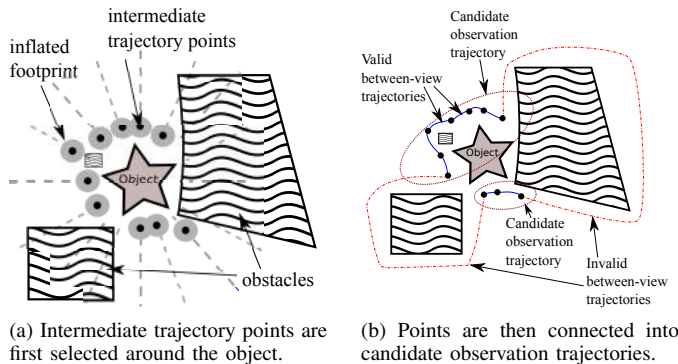 intermediate
trajectory points
inflated
footprint
Object
obstacles
(a) Intermediate trajectory points are
first selected around the object.
Candidate
observation
trajectory
Valid
between-view
trajectories
Object
Candidate
observation
trajectory
Invalid
between-view
trajectories
(b) Points are then connected into
candidate observation trajectories.